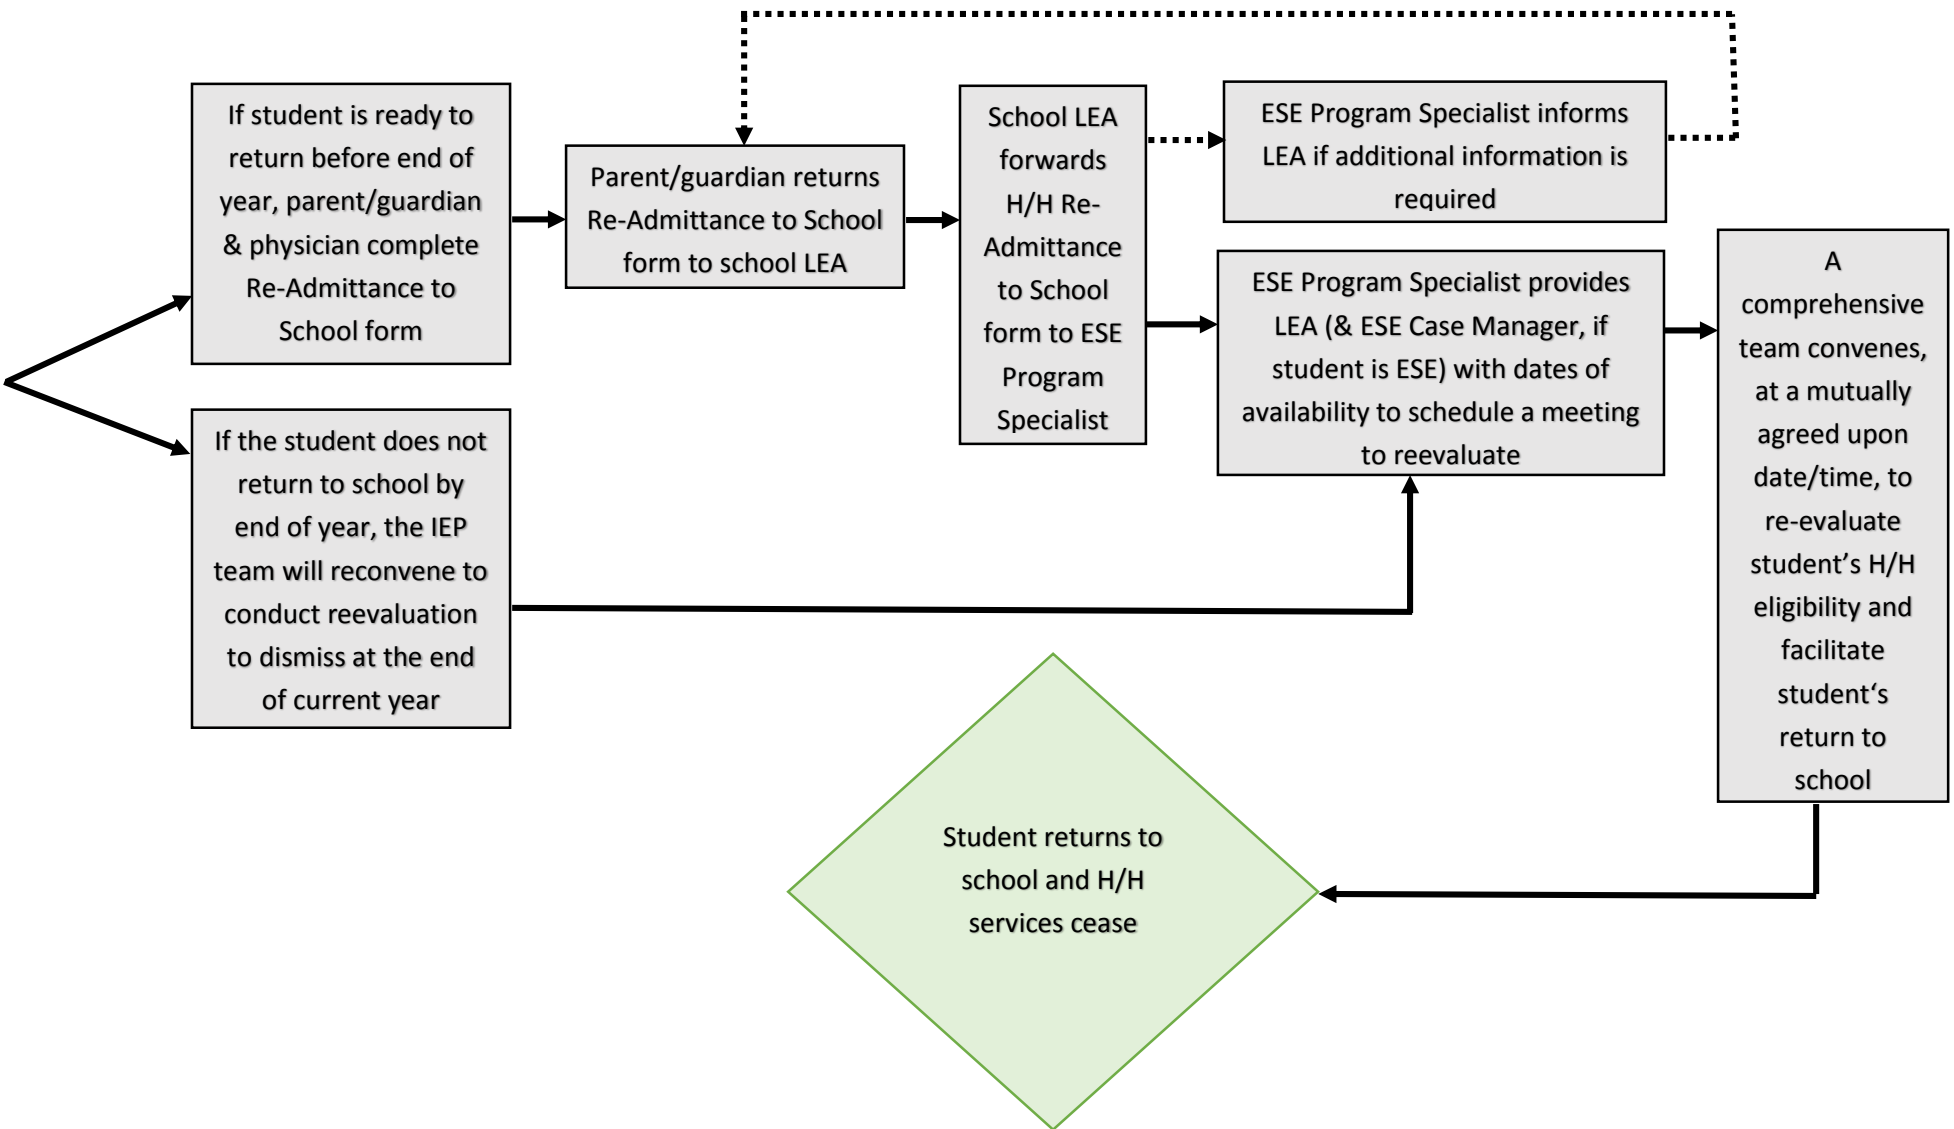 If student is ready to
return before end of
year, parent/guardian
& physician complete
Re-Admittance to
School form
Parent/guardian returns
Re-Admittance to School
form to school LEA
School LEA
forwards
H/H Re-
Admittance
to School
form to ESE
Program
Specialist
ESE Program Specialist informs
LEA if additional information is
required
ESE Program Specialist provides
LEA (& ESE Case Manager, if
student is ESE) with dates of
availability to schedule a meeting
to reevaluate
A
comprehensive
team convenes,
at a mutually
agreed upon
date/time, to
re-evaluate
student’s H/H
eligibility and
facilitate
student‘s
return to
school
If the student does not
return to school by
end of year, the IEP
team will reconvene to
conduct reevaluation
to dismiss at the end
of current year
Student returns to
school and H/H
services cease